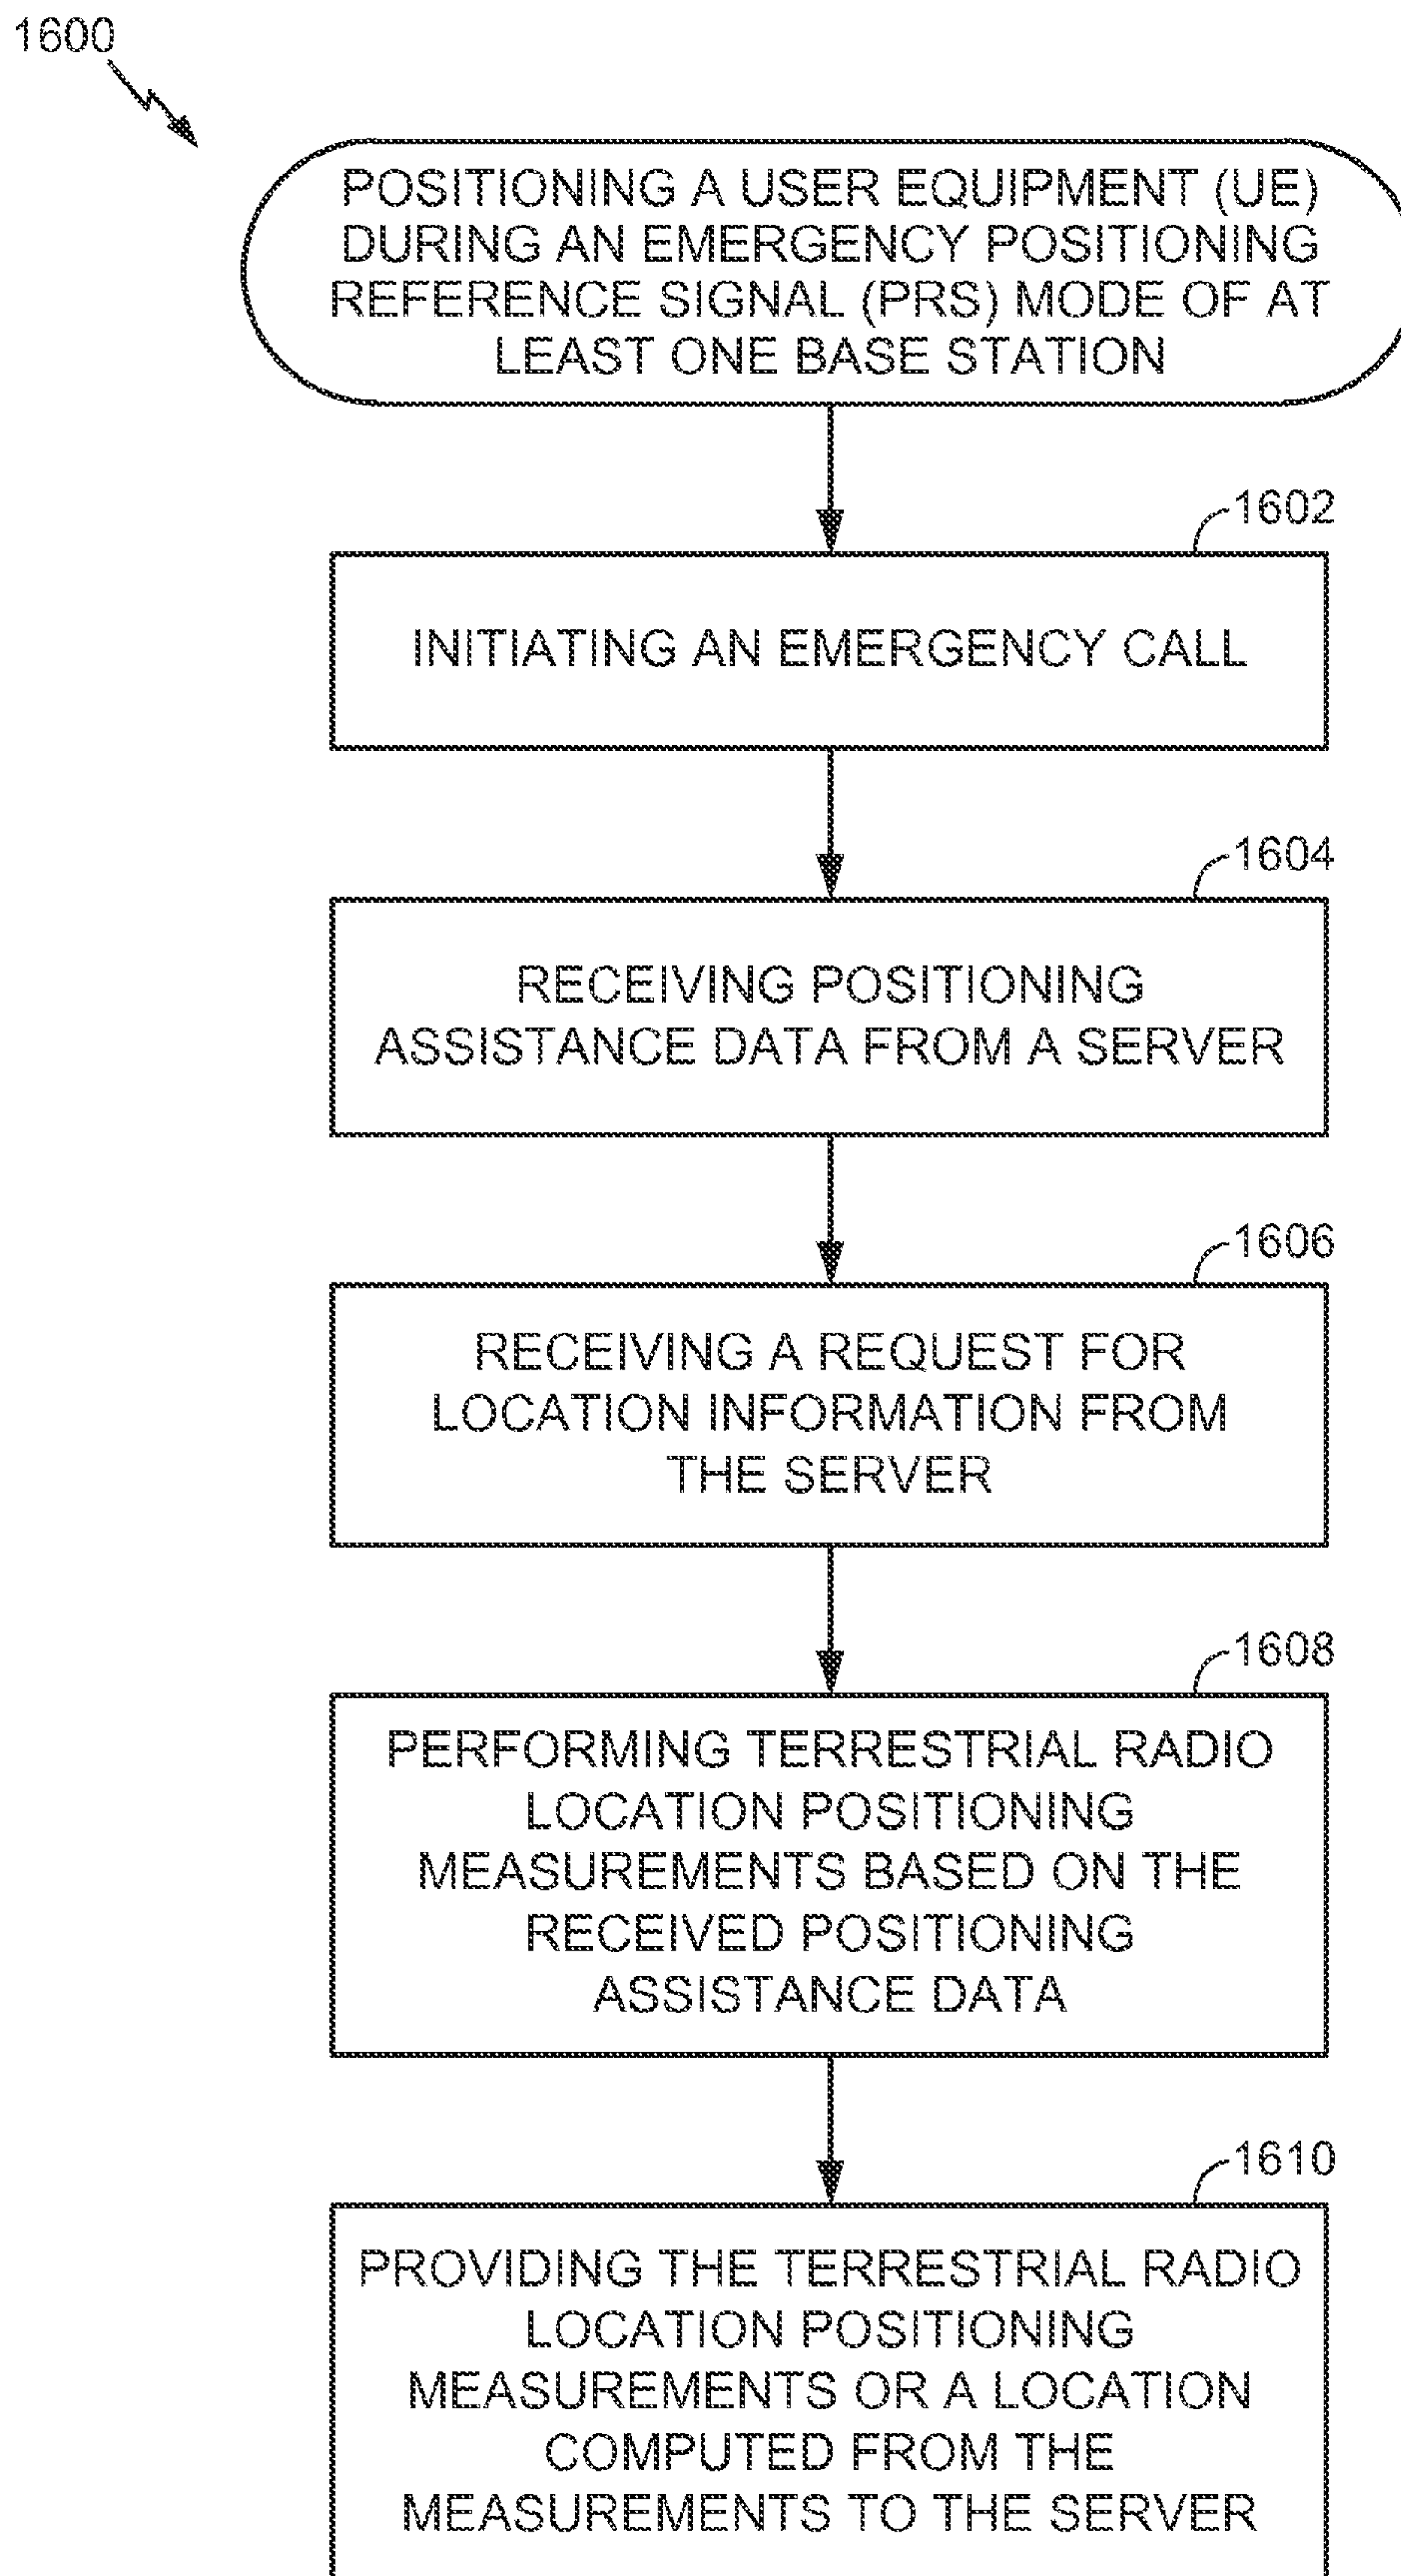 1600
POSITIONING A USER EQUIPMENT (UE)
DURING AN EMERGENCY POSITIONING
REFERENCE SIGNAL (PRS) MODE OF AT
LEAST ONE BASE STATION
1602
INITIATING AN EMERGENCY CALL
1604
RECEIVING POSITIONING
ASSISTANCE DATA FROM A SERVER
1606
RECEIVING A REQUEST FOR
LOCATION INFORMATION FROM
THE SERVER
1608
PERFORMING TERRESTRIAL RADIO
LOCATION POSITIONING
MEASUREMENTS BASED ON THE
RECEIVED POSITIONING
ASSISTANCE DATA
1610
PROVIDING THE TERRESTRIAL RADIO
LOCATION POSITIONING
MEASUREMENTS OR A LOCATION
COMPUTED FROM THE
MEASUREMENTS TO THE SERVER